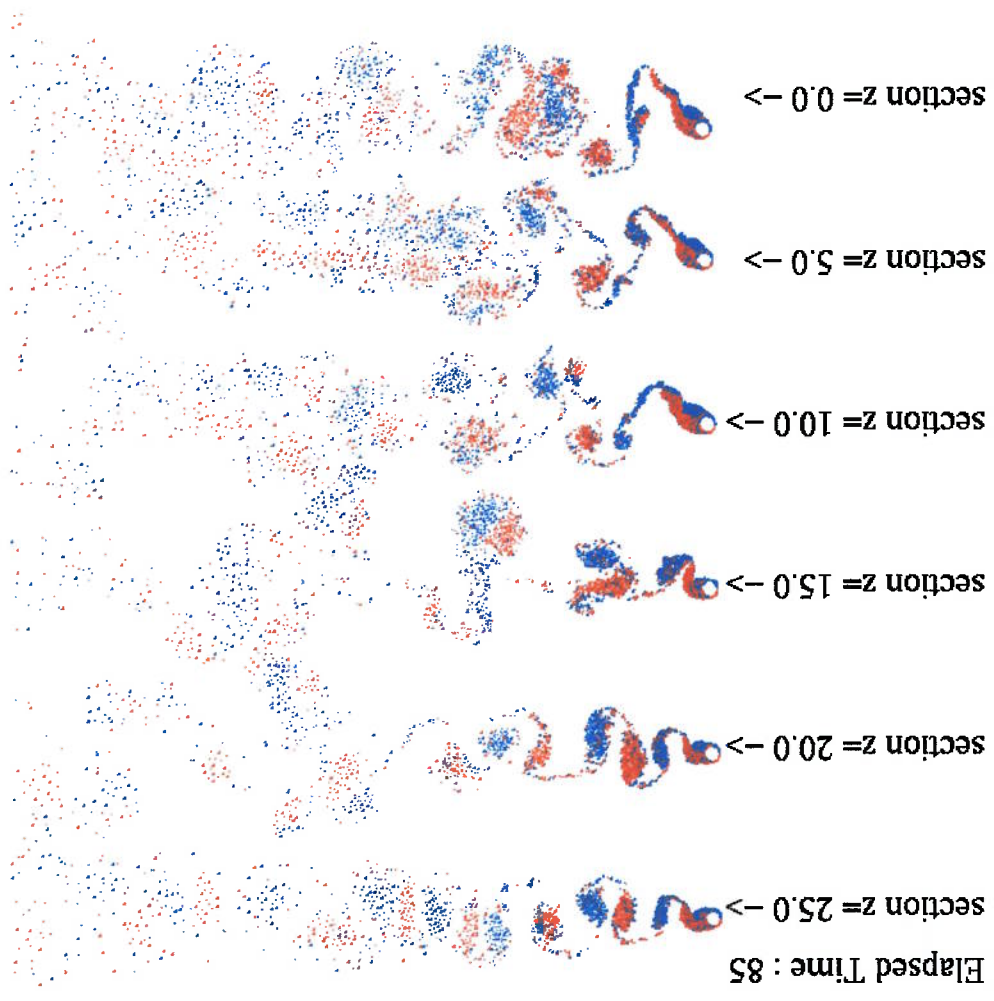 Elapsed Time : 85
section z= 25.0 ->
section z= 20.0 ->
section z= 15.0 ->
section z= 10.0 ->
section z= 5.0 ->
section z= 0.0 ->